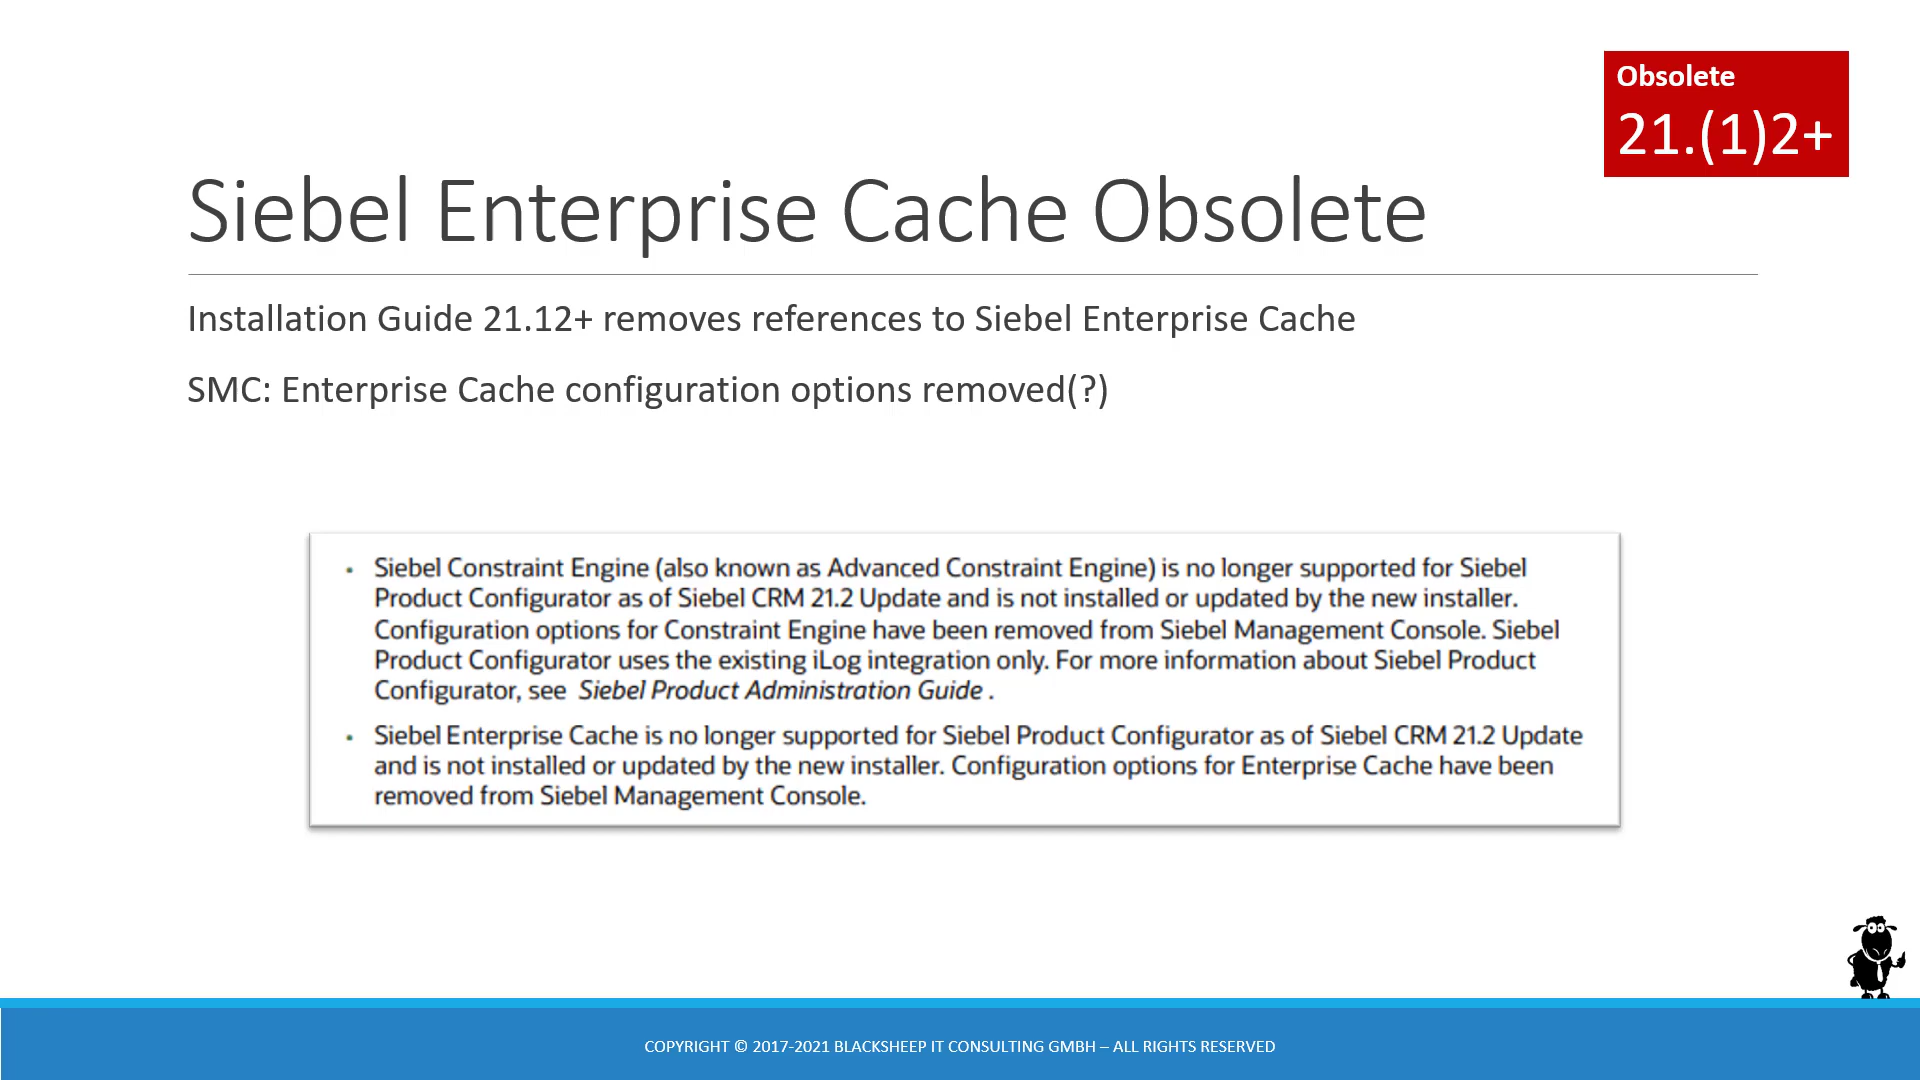 Obsolete
21.(1)2+
Siebel Enterprise Cache Obsolete
Installation Guide 21.12+ removes references to Siebel Enterprise Cache
SMC: Enterprise Cache configuration options removed(?)
• Siebel Constraint Engine (also known as Advanced Constraint Engine) is no longer supported for Siebel
Product Configurator as of Siebel CRM 21.2 Update and is not installed or updated by the new installer.
Configuration options for Constraint Engine have been removed from Siebel Management Console. Siebel
Product Configurator uses the existing iLog integration only. For more information about Siebel Product
Configurator, see Siebel Product Administration Guide .
• Siebel Enterprise Cache is no longer supported for Siebel Product Configurator as of Siebel CRM 21.2 Update
and is not installed or updated by the new installer. Configuration options for Enterprise Cache have been
removed from Siebel Management Console.
COPYRIGHT © 2017-2021 BLACKSHEEP IT CONSULTING GMBH – ALL RIGHTS RESERVED